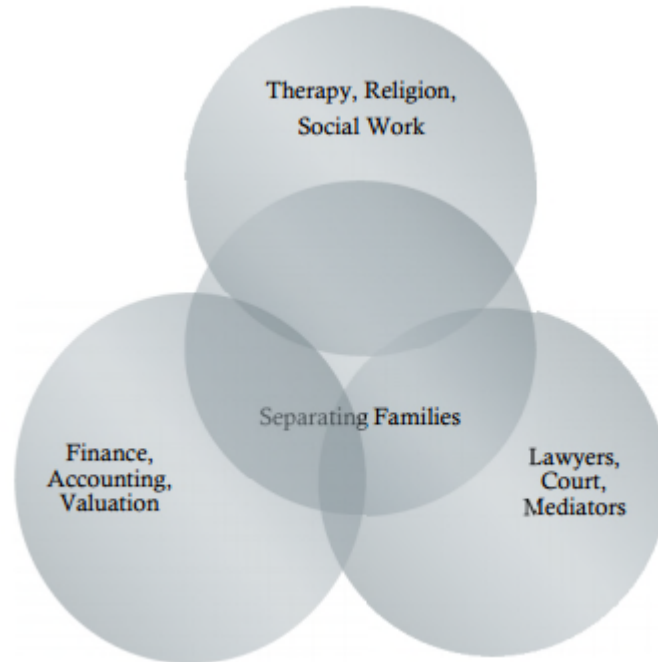 Therapy, Religion,
Social Work
Separating Families
Finance,
Accounting,
Valuation
Lawyers,
Court,
Mediators